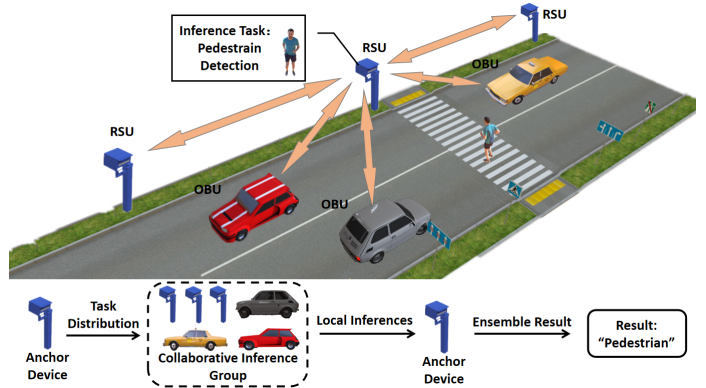 Inference Task:
Pedestrain
Detection
RSU
RSU
OBU
RSU
OBU
OBU
Task
Distribution
Local Inferences
Ensemble Result
Anchor
Device
Collaborative Inference
Group
Anchor
Device
Result:
“Pedestrian”